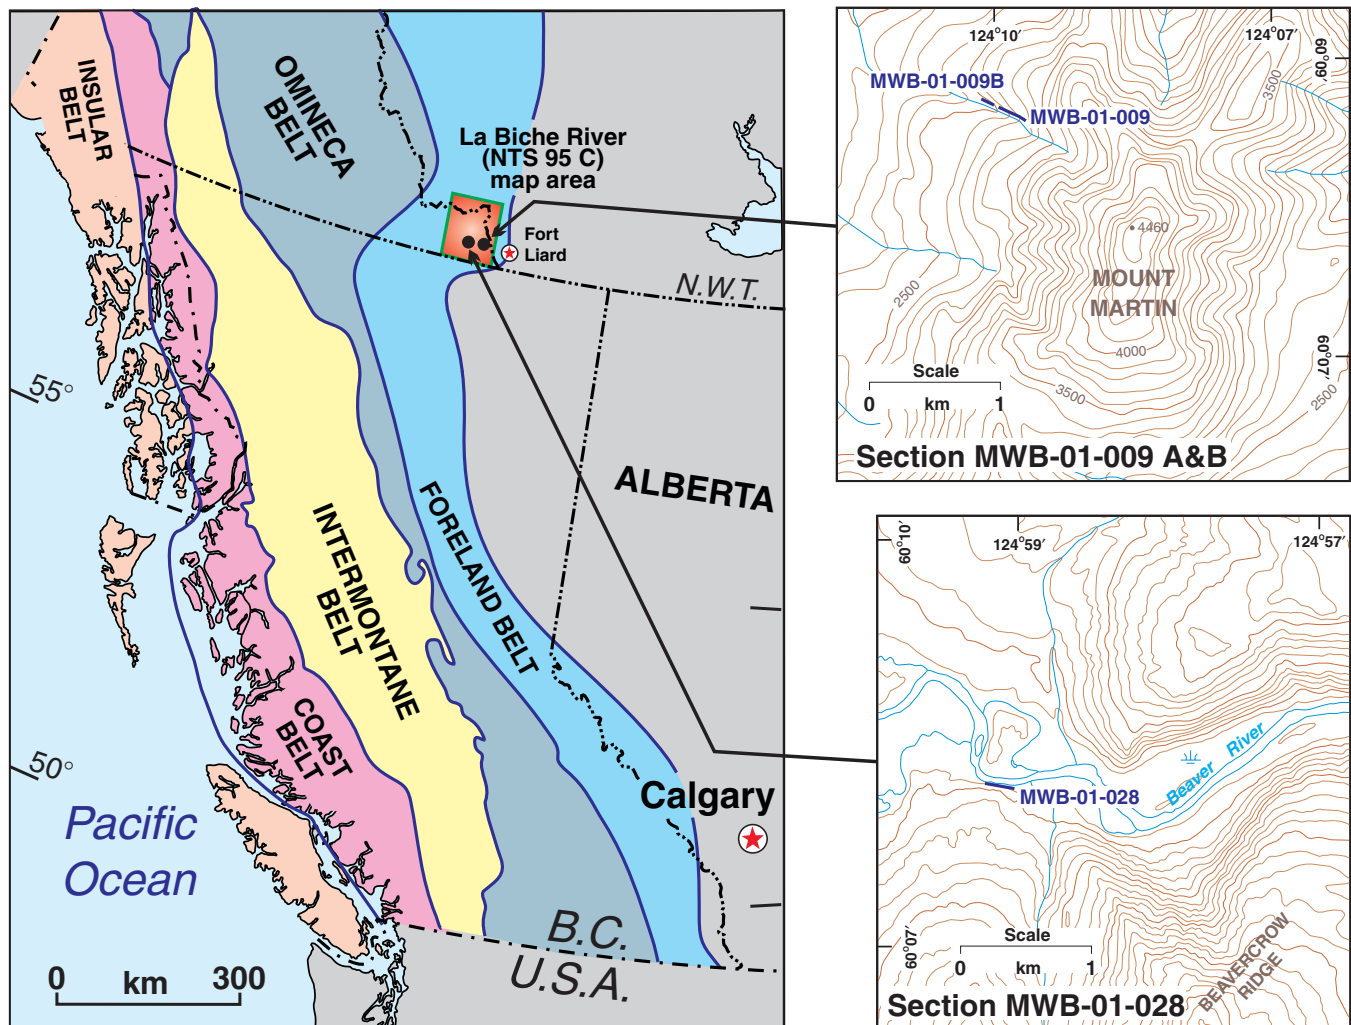 INSULAR
BELT
OMINECA
BELT
La Biche River
(NTS 95 C)
map area
Fort
Liard
N.W.T.
55°
ALBERTA
INTERMONTANE
BELT
FORELAND BELT
COAST
BELT
50°
Pacific
Ocean
Calgary
B.C.
U.S.A.
0 km 300
124°10′
124°07′
60°09′
3500
MWB-01-009B
MWB-01-009
4460
MOUNT
MARTIN
2500
4000
60°07′
3500
2500
Scale
0 km 1
Section MWB-01-009 A&B
60°10′
124°59′
124°57′
Beaver River
MWB-01-028
60°07′
Scale
0 km 1
BEAVERCROW
RIDGE
Section MWB-01-028